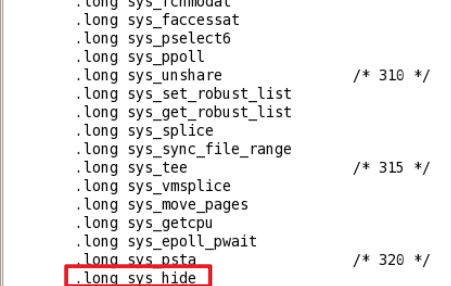 .long sys_fchmodat
.long sys_faccessat
.long sys_pselect6
.long sys_ppoll
.long sys_unshare /* 310 */
.long sys_set_robust_list
.long sys_get_robust_list
.long sys_splice
.long sys_sync_file_range
.long sys_tee /* 315 */
.long sys_vmsplice
.long sys_move_pages
.long sys_getcpu
.long sys_epoll_pwait
.long sys_psta /* 320 */
.long sys_hide